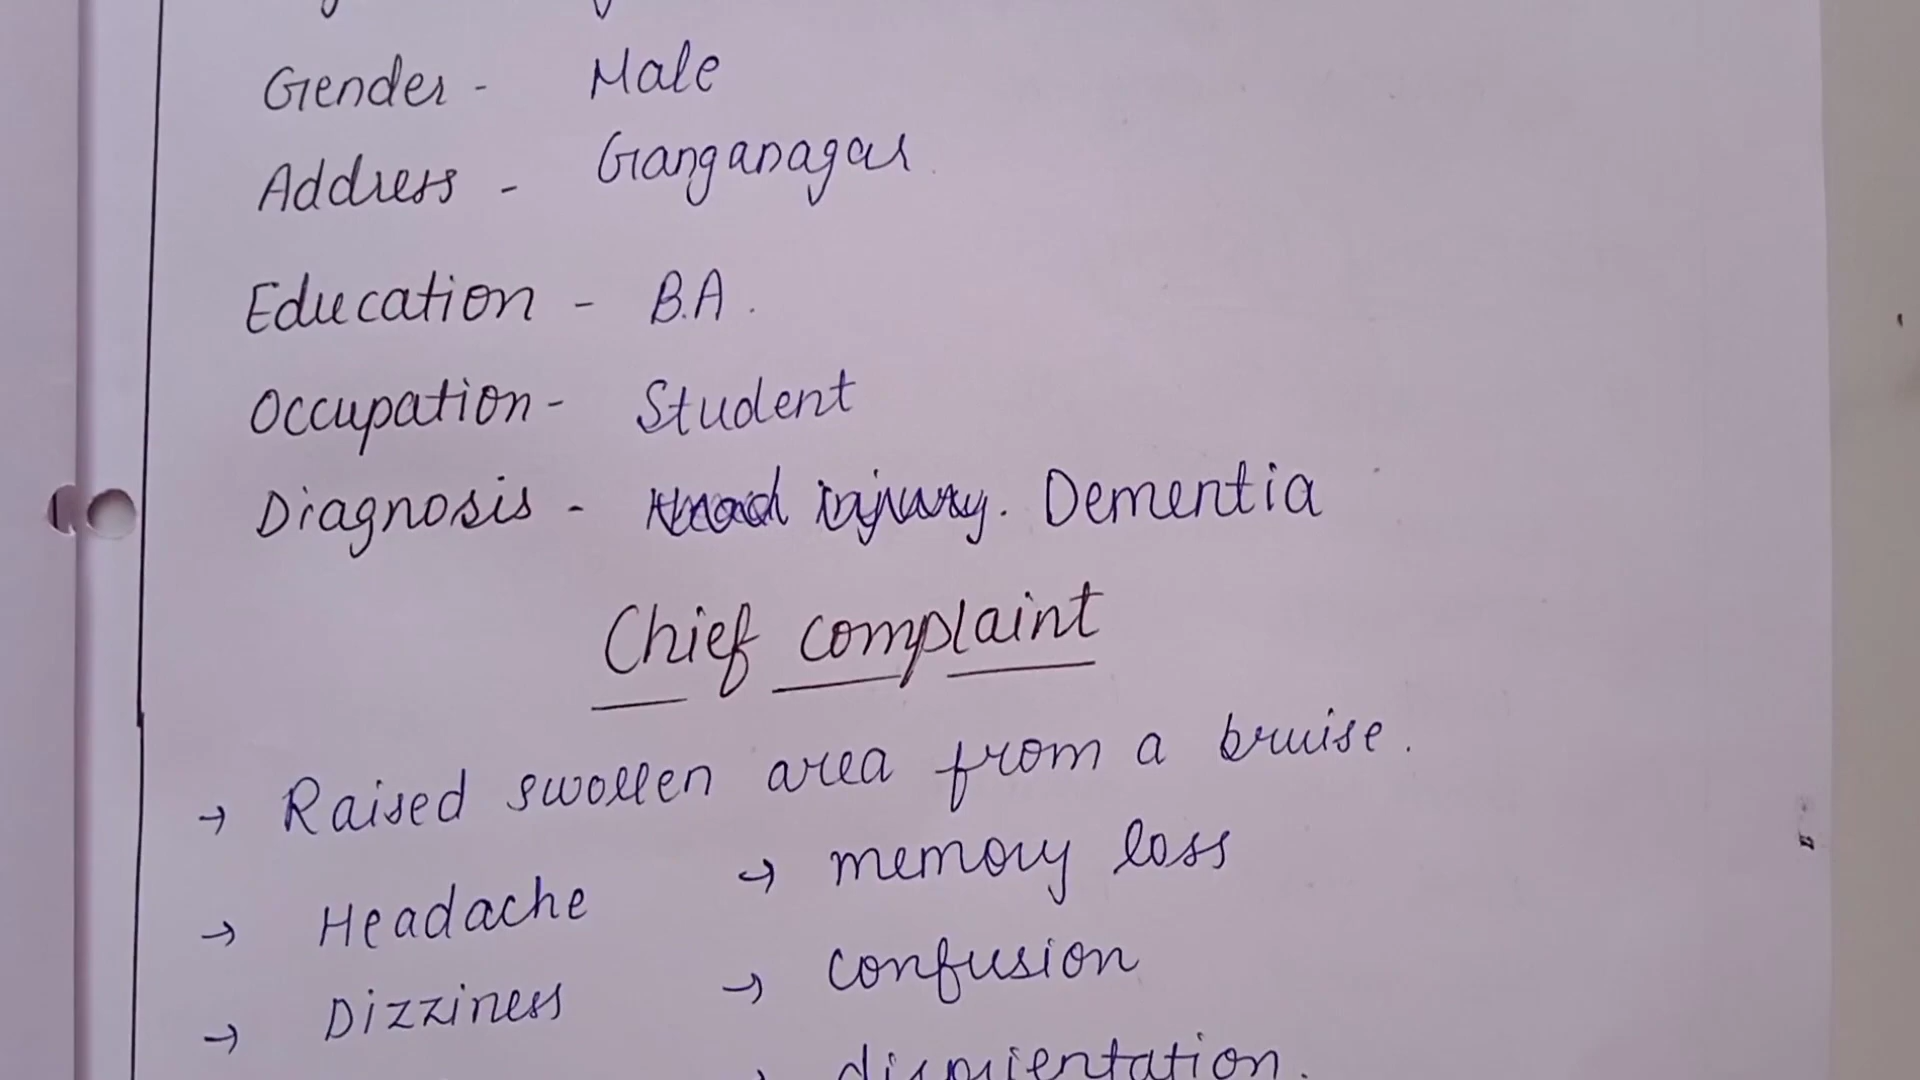 Gender - Male
Address - Ganganagar
Education - B.A.
Occupation - Student
Diagnosis - Head injury. Dementia
Chief complaint
→ Raised swollen area from a bruise.
→ Headache → memory loss
→ Dizziness → confusion
disorientation.